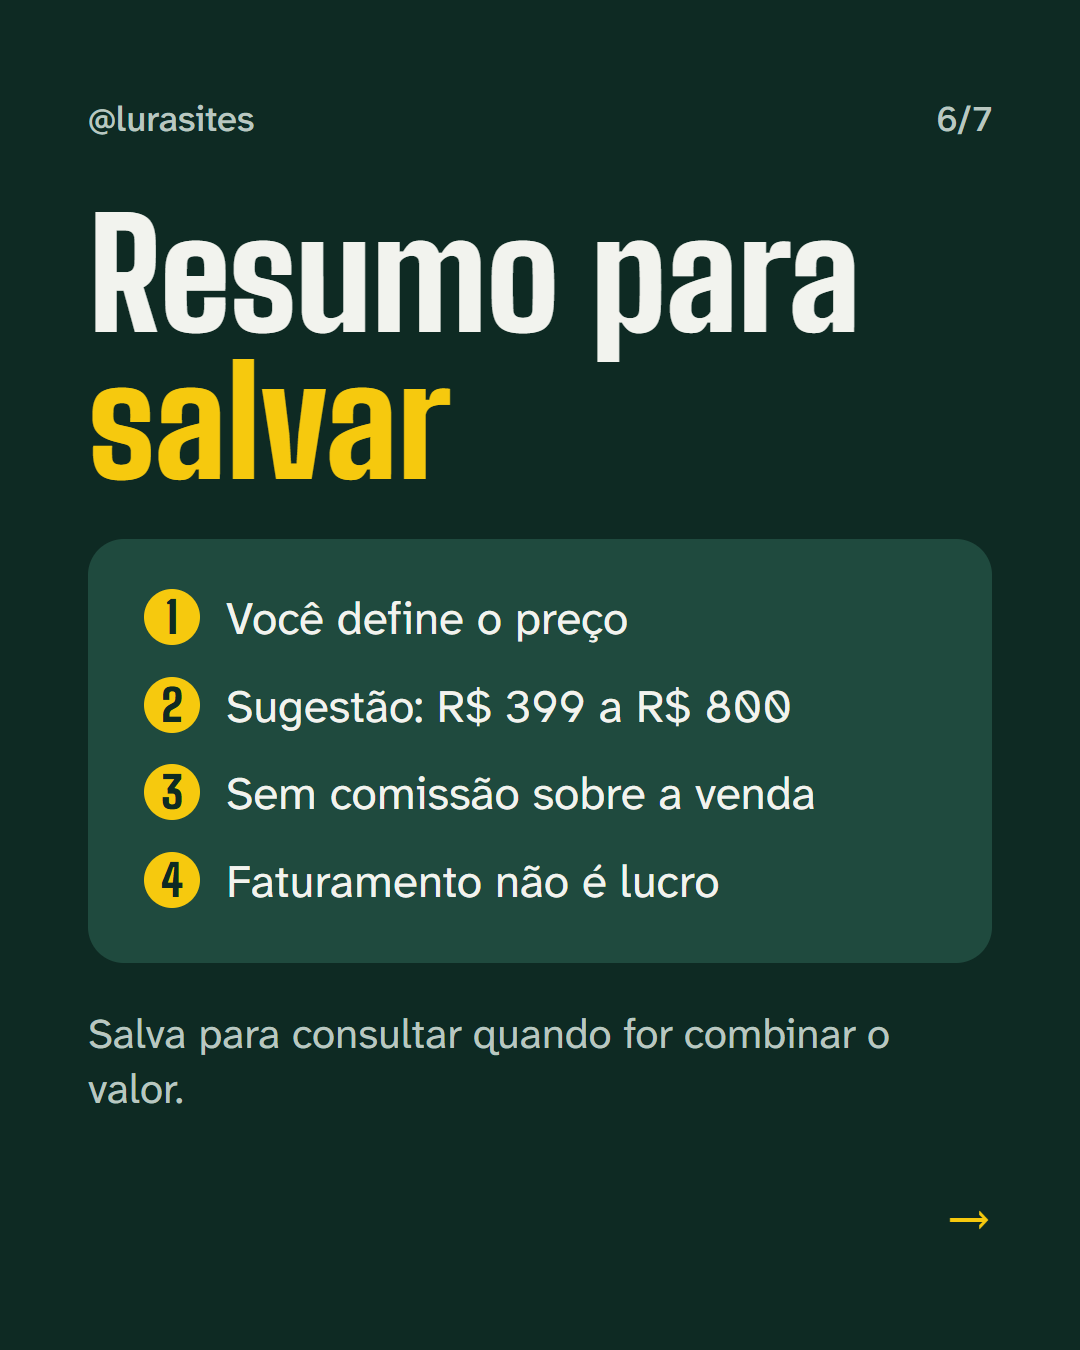 @lurasites
6/7
Resumo para
salvar
1 Você define o preço
2 Sugestão: R$ 399 a R$ 800
3 Sem comissão sobre a venda
4 Faturamento não é lucro
Salva para consultar quando for combinar o
valor.
→